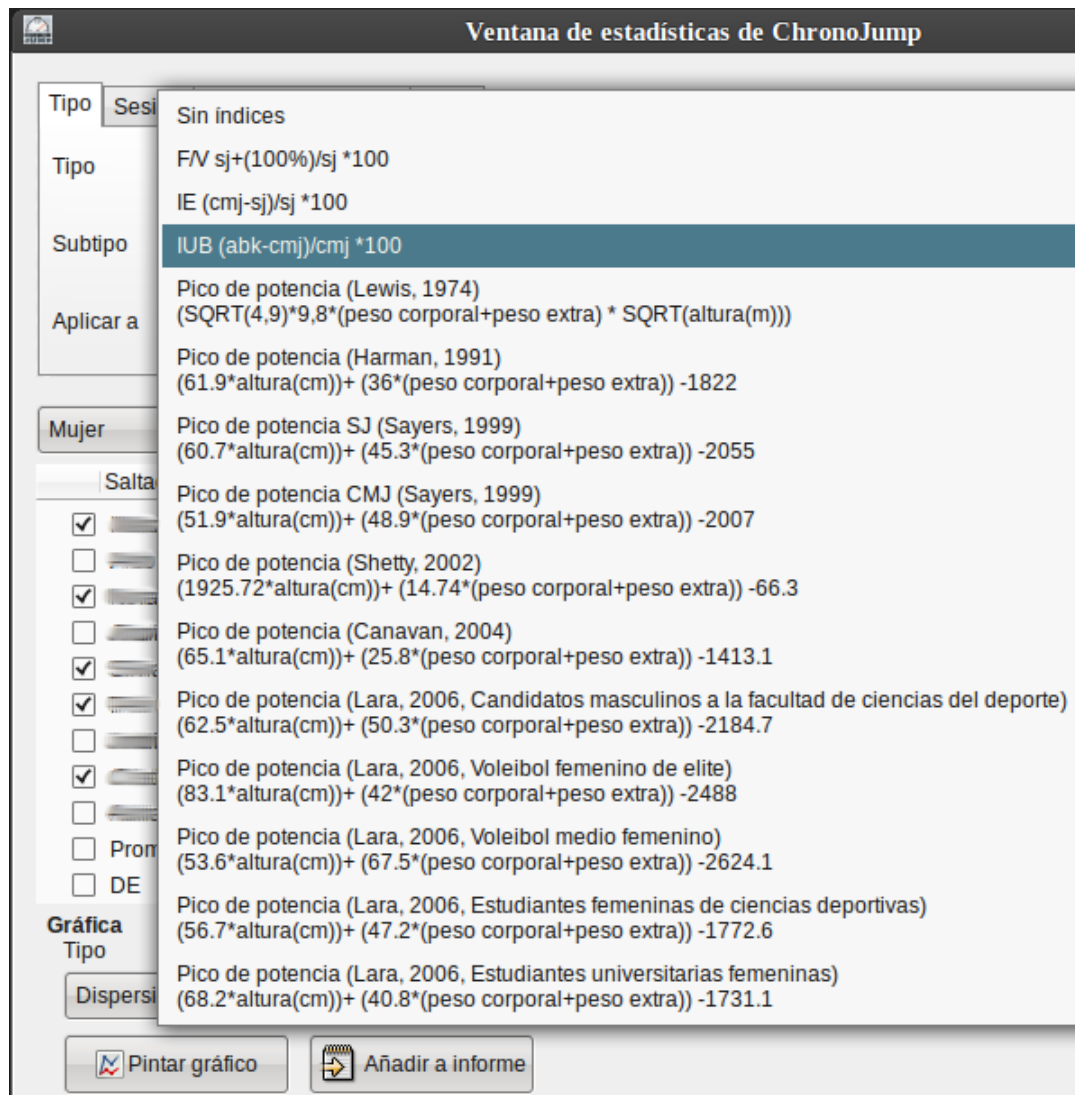 Ventana de estadísticas de ChronoJump
Tipo
Sin índices
Tipo
F/V sj+(100%)/sj *100
IE (cmj-sj)/sj *100
Subtipo
IUB (abk-cmj)/cmj *100
Aplicar a
Pico de potencia (Lewis, 1974)
(SQRT(4,9)*9,8*(peso corporal+peso extra) * SQRT(altura(m)))
Pico de potencia (Harman, 1991)
(61.9*altura(cm))+ (36*(peso corporal+peso extra)) -1822
Mujer
Pico de potencia SJ (Sayers, 1999)
(60.7*altura(cm))+ (45.3*(peso corporal+peso extra)) -2055
Pico de potencia CMJ (Sayers, 1999)
(51.9*altura(cm))+ (48.9*(peso corporal+peso extra)) -2007
Pico de potencia (Shetty, 2002)
(1925.72*altura(cm))+ (14.74*(peso corporal+peso extra)) -66.3
Pico de potencia (Canavan, 2004)
(65.1*altura(cm))+ (25.8*(peso corporal+peso extra)) -1413.1
Pico de potencia (Lara, 2006, Candidatos masculinos a la facultad de ciencias del deporte)
(62.5*altura(cm))+ (50.3*(peso corporal+peso extra)) -2184.7
Pico de potencia (Lara, 2006, Voleibol femenino de elite)
(83.1*altura(cm))+ (42*(peso corporal+peso extra)) -2488
Pico de potencia (Lara, 2006, Voleibol medio femenino)
(53.6*altura(cm))+ (67.5*(peso corporal+peso extra)) -2624.1
DE
Pico de potencia (Lara, 2006, Estudiantes femeninas de ciencias deportivas)
(56.7*altura(cm))+ (47.2*(peso corporal+peso extra)) -1772.6
Gráfica
Tipo
Pico de potencia (Lara, 2006, Estudiantes universitarias femeninas)
(68.2*altura(cm))+ (40.8*(peso corporal+peso extra)) -1731.1
Pintar gráfico
Añadir a informe